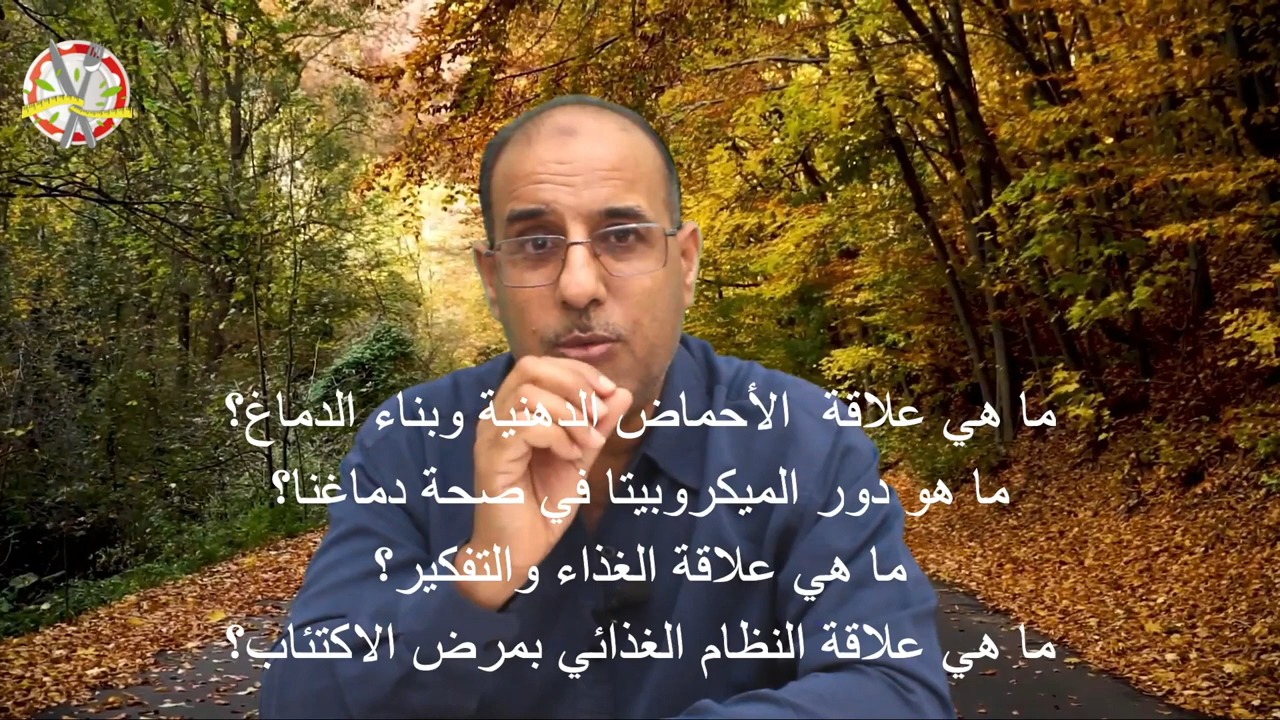 ما هي علاقة  الأحماض الدهنية وبناء الدماغ؟
ما هو دور الميكروبيتا في صحة دماغنا؟
ما هي علاقة الغذاء والتفكير؟
ما هي علاقة النظام الغذائي بمرض الاكتئاب؟